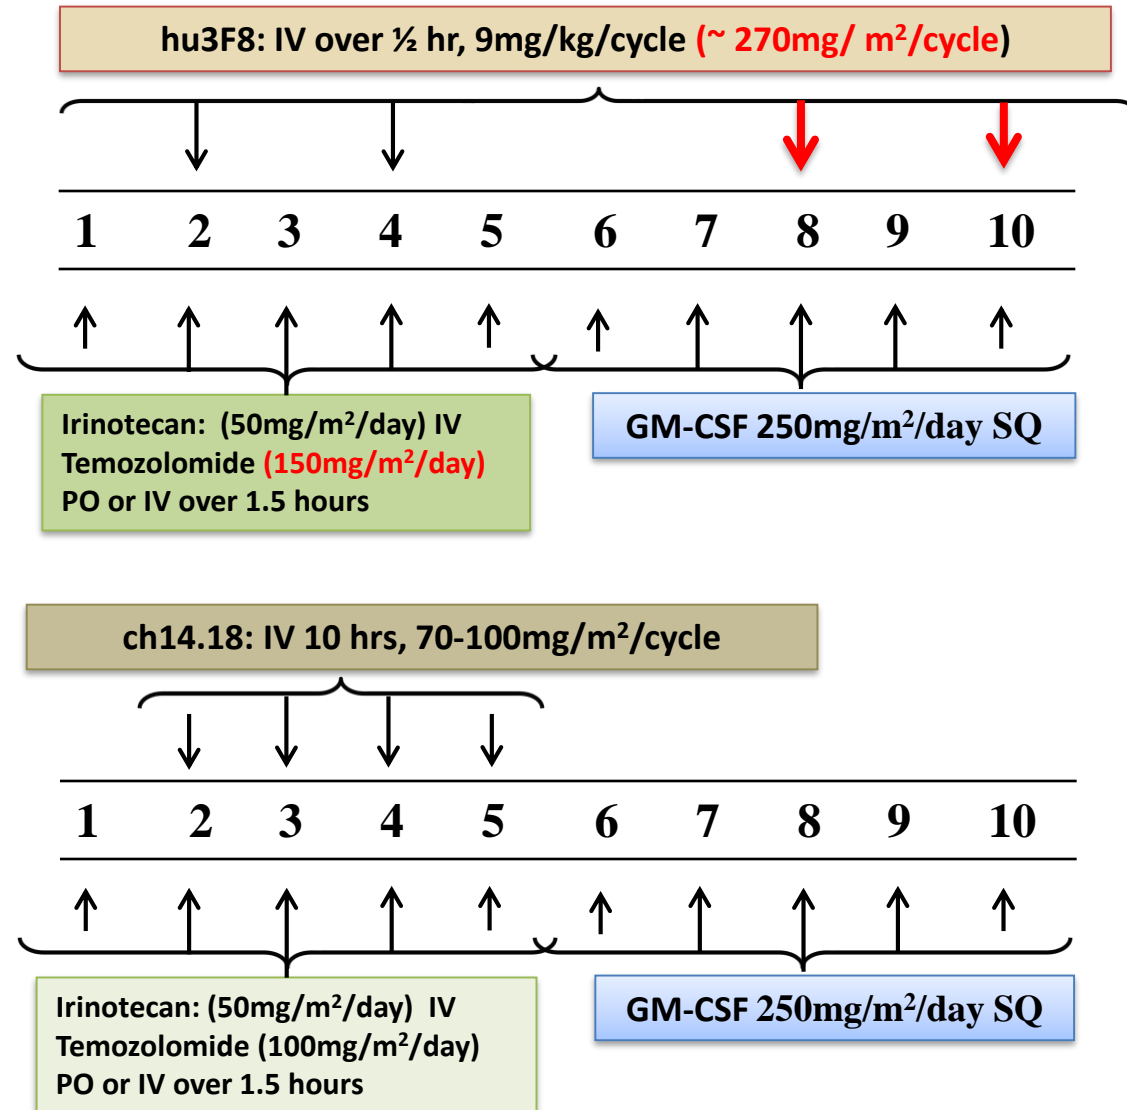 hu3F8: IV over ½ hr, 9mg/kg/cycle (~ 270mg/ m²/cycle)
1 2 3 4 5 6 7 8 9 10
Irinotecan: (50mg/m²/day) IV
Temozolomide (150mg/m²/day)
PO or IV over 1.5 hours
GM-CSF 250mg/m²/day SQ
ch14.18: IV 10 hrs, 70-100mg/m²/cycle
1 2 3 4 5 6 7 8 9 10
Irinotecan: (50mg/m²/day) IV
Temozolomide (100mg/m²/day)
PO or IV over 1.5 hours
GM-CSF 250mg/m²/day SQ